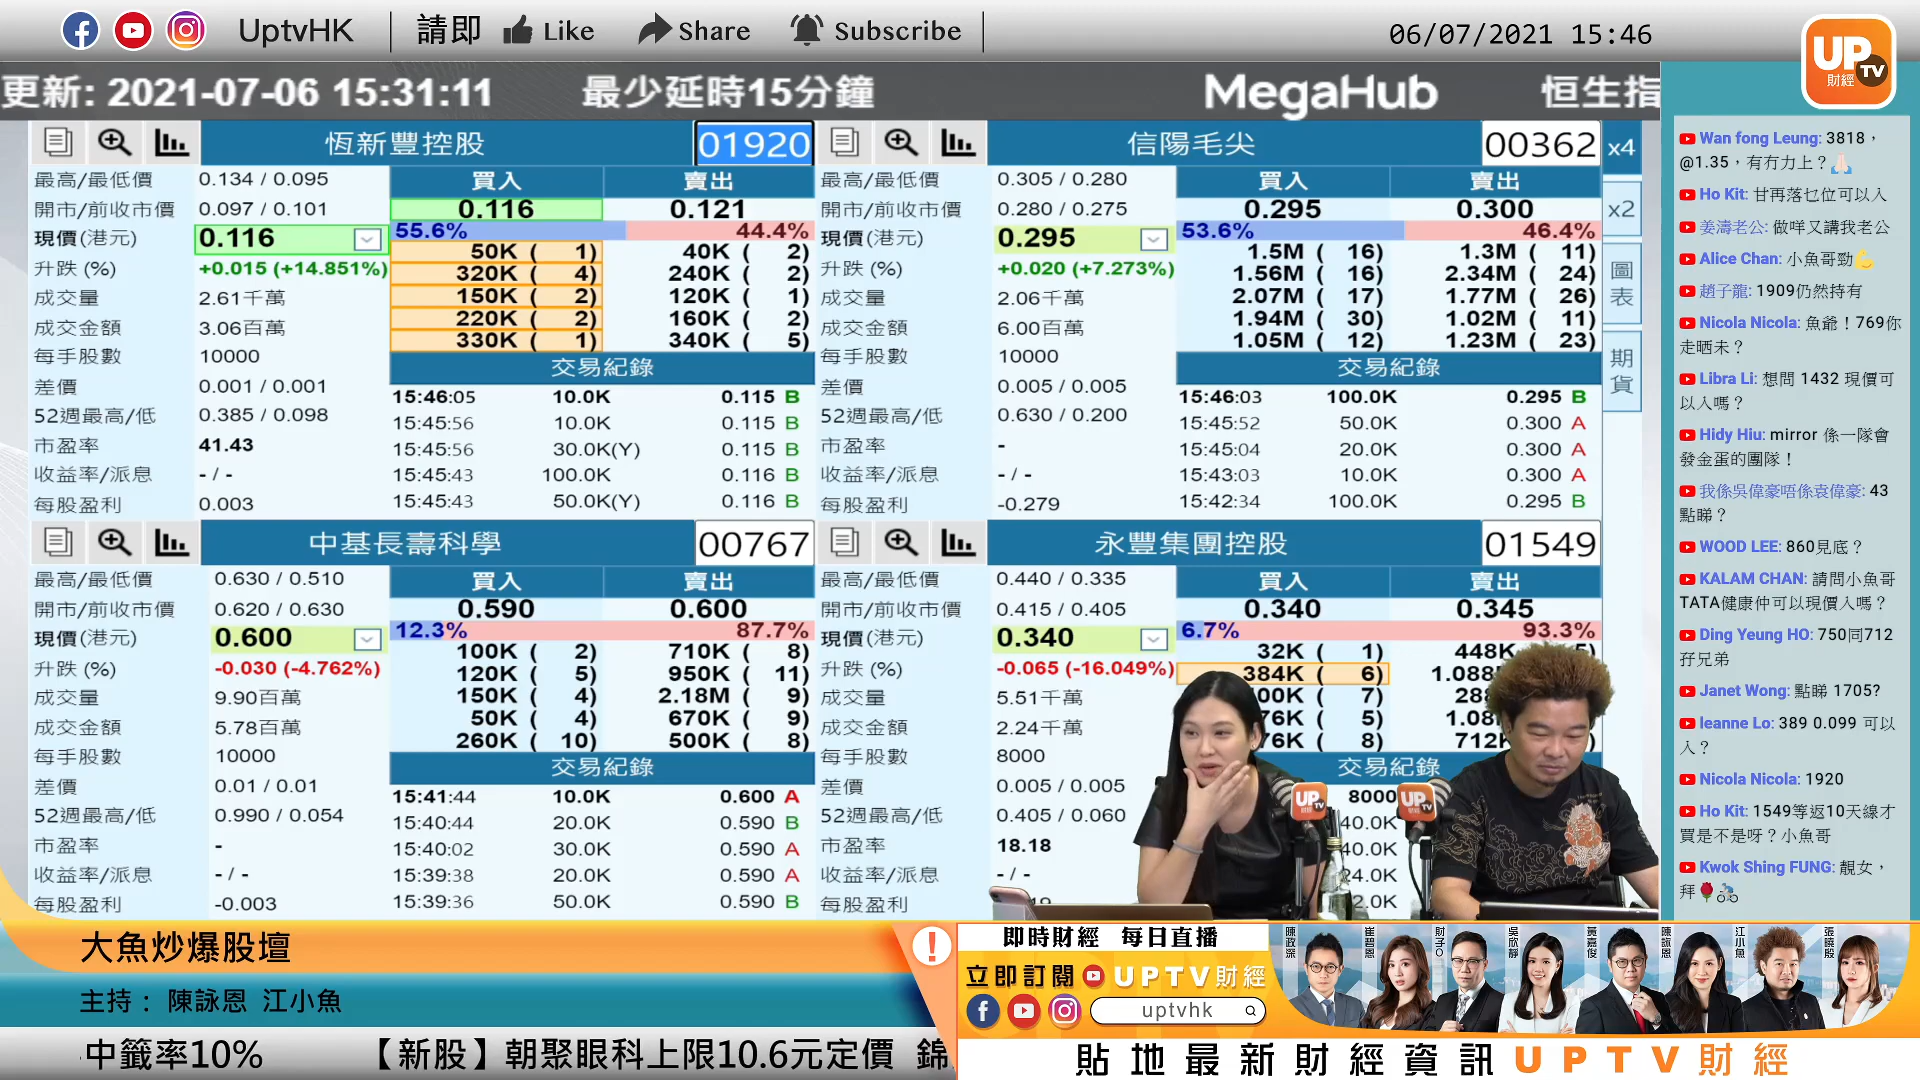 UptvHK 請即 Like Share Subscribe
06/07/2021 15:46
UP TV 財經
更新: 2021-07-06 15:31:11 最少延時15分鐘 MegaHub 恒生指
恆新豐控股 01920
最高/最低價 0.134 / 0.095 買入 賣出
開市/前收市價 0.097 / 0.101 0.116 0.121
現價(港元) 0.116 55.6% 44.4%
50K ( 1) 40K ( 2)
升跌 (%) +0.015 (+14.851%) 320K ( 4) 240K ( 2)
成交量 2.61千萬 150K ( 2) 120K ( 1)
成交金額 3.06百萬 220K ( 2) 160K ( 2)
每手股數 10000 330K ( 1) 340K ( 5)
交易紀錄
差價 0.001 / 0.001 15:46:05 10.0K 0.115 B
52週最高/低 0.385 / 0.098 15:45:56 10.0K 0.115 B
市盈率 41.43 15:45:56 30.0K(Y) 0.115 B
收益率/派息 - / - 15:45:43 100.0K 0.116 B
每股盈利 0.003 15:45:43 50.0K(Y) 0.116 B
信陽毛尖 00362
最高/最低價 0.305 / 0.280 買入 賣出
開市/前收市價 0.280 / 0.275 0.295 0.300
現價(港元) 0.295 53.6% 46.4%
1.5M ( 16) 1.3M ( 11)
升跌 (%) +0.020 (+7.273%) 1.56M ( 16) 2.34M ( 24)
成交量 2.06千萬 2.07M ( 17) 1.77M ( 26)
成交金額 6.00百萬 1.94M ( 30) 1.02M ( 11)
每手股數 10000 1.05M ( 12) 1.23M ( 23)
交易紀錄
差價 0.005 / 0.005 15:46:03 100.0K 0.295 B
52週最高/低 0.630 / 0.200 15:45:52 50.0K 0.300 A
市盈率 - 15:45:04 20.0K 0.300 A
收益率/派息 - / - 15:43:03 10.0K 0.300 A
每股盈利 -0.279 15:42:34 100.0K 0.295 B
x4
x2
圖表
期貨
中基長壽科學 00767
最高/最低價 0.630 / 0.510 買入 賣出
開市/前收市價 0.620 / 0.630 0.590 0.600
現價(港元) 0.600 12.3% 87.7%
100K ( 2) 710K ( 8)
升跌 (%) -0.030 (-4.762%) 120K ( 5) 950K ( 11)
成交量 9.90百萬 150K ( 4) 2.18M ( 9)
成交金額 5.78百萬 50K ( 4) 670K ( 9)
每手股數 10000 260K ( 10) 500K ( 8)
交易紀錄
差價 0.01 / 0.01 15:41:44 10.0K 0.600 A
52週最高/低 0.990 / 0.054 15:40:44 20.0K 0.590 B
市盈率 - 15:40:02 30.0K 0.590 A
收益率/派息 - / - 15:39:38 20.0K 0.590 A
每股盈利 -0.003 15:39:36 50.0K 0.590 B
永豐集團控股 01549
最高/最低價 0.440 / 0.335 買入 賣出
開市/前收市價 0.415 / 0.405 0.340 0.345
現價(港元) 0.340 6.7% 93.3%
32K ( 1) 448K
升跌 (%) -0.065 (-16.049%) 384K ( 6)
成交量 5.51千萬 7)
成交金額 2.24千萬 5)
每手股數 8000 8)
交易紀錄
差價 0.005 / 0.005 8000
52週最高/低 0.405 / 0.060
市盈率 18.18
收益率/派息 - / -
每股盈利
Wan fong Leung: 3818，
@1.35，有冇力上？
Ho Kit: 甘再落乜位可以入
姜濤老公: 做咩又講我老公
Alice Chan: 小魚哥勁
趙子龍: 1909仍然持有
Nicola Nicola: 魚爺！769你
走晒未？
Libra Li: 想問 1432 現價可
以入嗎？
Hidy Hiu: mirror 係一隊會
發金蛋的團隊！
我係吳偉豪唔係袁偉豪: 43
點睇？
WOOD LEE: 860見底？
KALAM CHAN: 請問小魚哥
TATA健康仲可以現價入嗎？
Ding Yeung HO: 750同712
孖兄弟
Janet Wong: 點睇 1705?
leanne Lo: 389 0.099 可以
入？
Nicola Nicola: 1920
Ho Kit: 1549等返10天線才
買是不是呀？小魚哥
Kwok Shing FUNG: 靚女，
拜
UP TV UP TV
大魚炒爆股壇
主持： 陳詠恩 江小魚
即時財經 每日直播
立即訂閱 UPTV財經
uptvhk
陳政深 崔碧恩 財子O 吳欣靜 黃嘉俊 陳詠恩 江小魚 張曉殷
中籤率10% 【新股】朝聚眼科上限10.6元定價 錦
貼地最新財經資訊UPTV財經